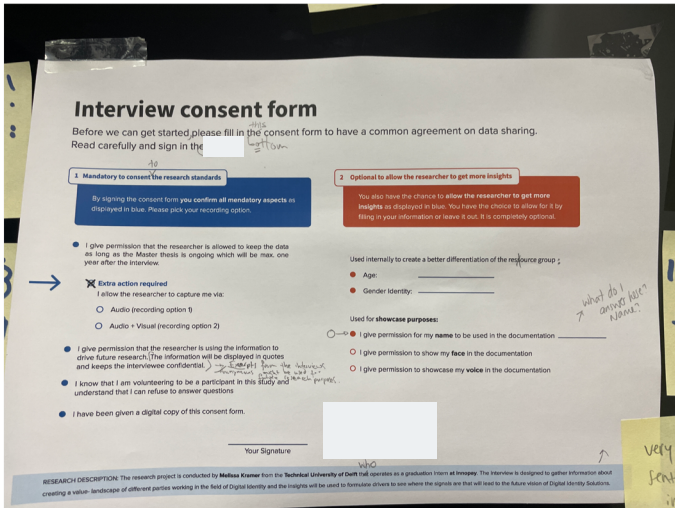 Interview consent form
this
Before we can get started please fill in the consent form to have a common agreement on data sharing.
Read carefully and sign in the bottom
to
1 Mandatory to consent the research standards
By signing the consent form you confirm all mandatory aspects as
displayed in blue. Please pick your recording option.
I give permission that the researcher is allowed to keep the data
as long as the Master thesis is ongoing which will be max. one
year after the interview.
Extra action required
I allow the researcher to capture me via:
Audio (recording option 1)
Audio + Visual (recording option 2)
I give permission that the researcher is using the information to
drive future research. (The information will be displayed in quotes
and keeps the interviewee confidential.)
from the interview
used for
research purposes.
I know that I am volunteering to be a participant in this study and
understand that I can refuse to answer questions
I have been given a digital copy of this consent form.
Your Signature
2 Optional to allow the researcher to get more insights
You also have the chance to allow the researcher to get more
insights as displayed in blue. You have the choice to allow for it by
filling in your information or leave it out. It is completely optional.
Used internally to create a better differentiation of the resource group:
Age:
Gender Identity:
Used for showcase purposes:
I give permission for my name to be used in the documentation
I give permission to show my face in the documentation
I give permission to showcase my voice in the documentation
what do I
answer here?
Name?
very
sent
in
who
RESEARCH DESCRIPTION: The research project is conducted by Melissa Kramer from the Technical University of Delft that operates as a graduation intern at Innopay. The interview is designed to gather information about
creating a value- landscape of different parties working in the field of Digital Identity and the insights will be used to formulate drivers to see where the signals are that will lead to the future vision of Digital Identity Solutions.